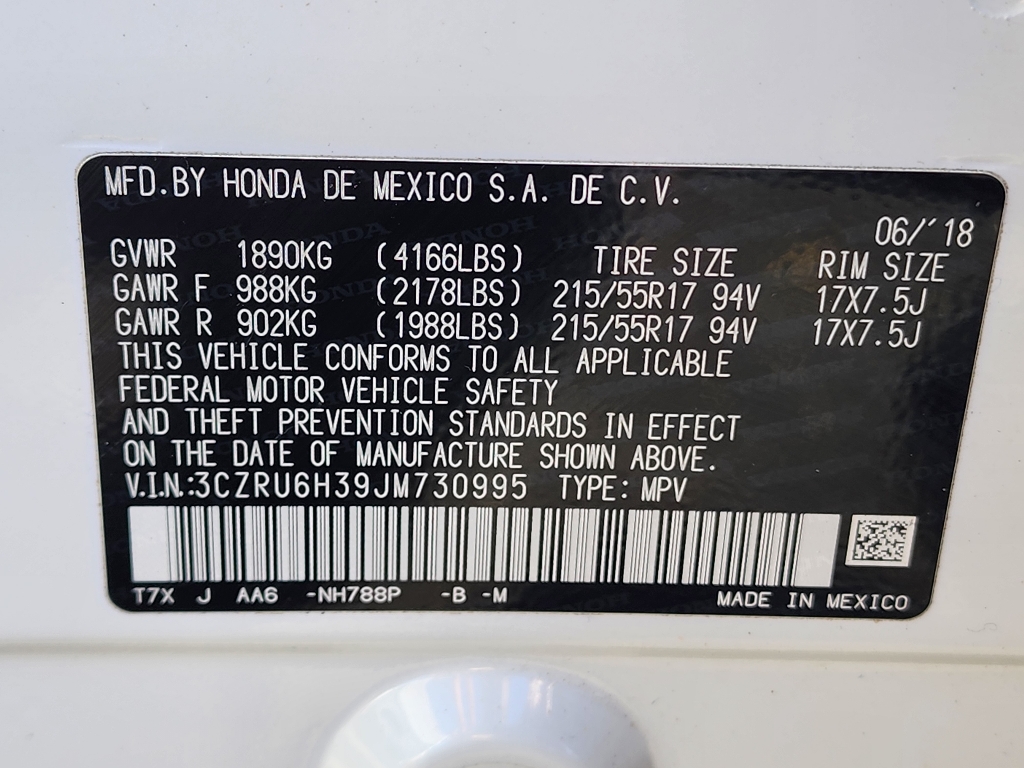 MFD.BY HONDA DE MEXICO S.A. DE C.V.
06/'18
GVWR 1890KG (4166LBS) TIRE SIZE RIM SIZE
GAWR F 988KG (2178LBS) 215/55R17 94V 17X7.5J
GAWR R 902KG (1988LBS) 215/55R17 94V 17X7.5J
THIS VEHICLE CONFORMS TO ALL APPLICABLE
FEDERAL MOTOR VEHICLE SAFETY
AND THEFT PREVENTION STANDARDS IN EFFECT
ON THE DATE OF MANUFACTURE SHOWN ABOVE.
V.I.N.:3CZRU6H39JM730995 TYPE: MPV
T7X J AA6 -NH788P -B -M MADE IN MEXICO